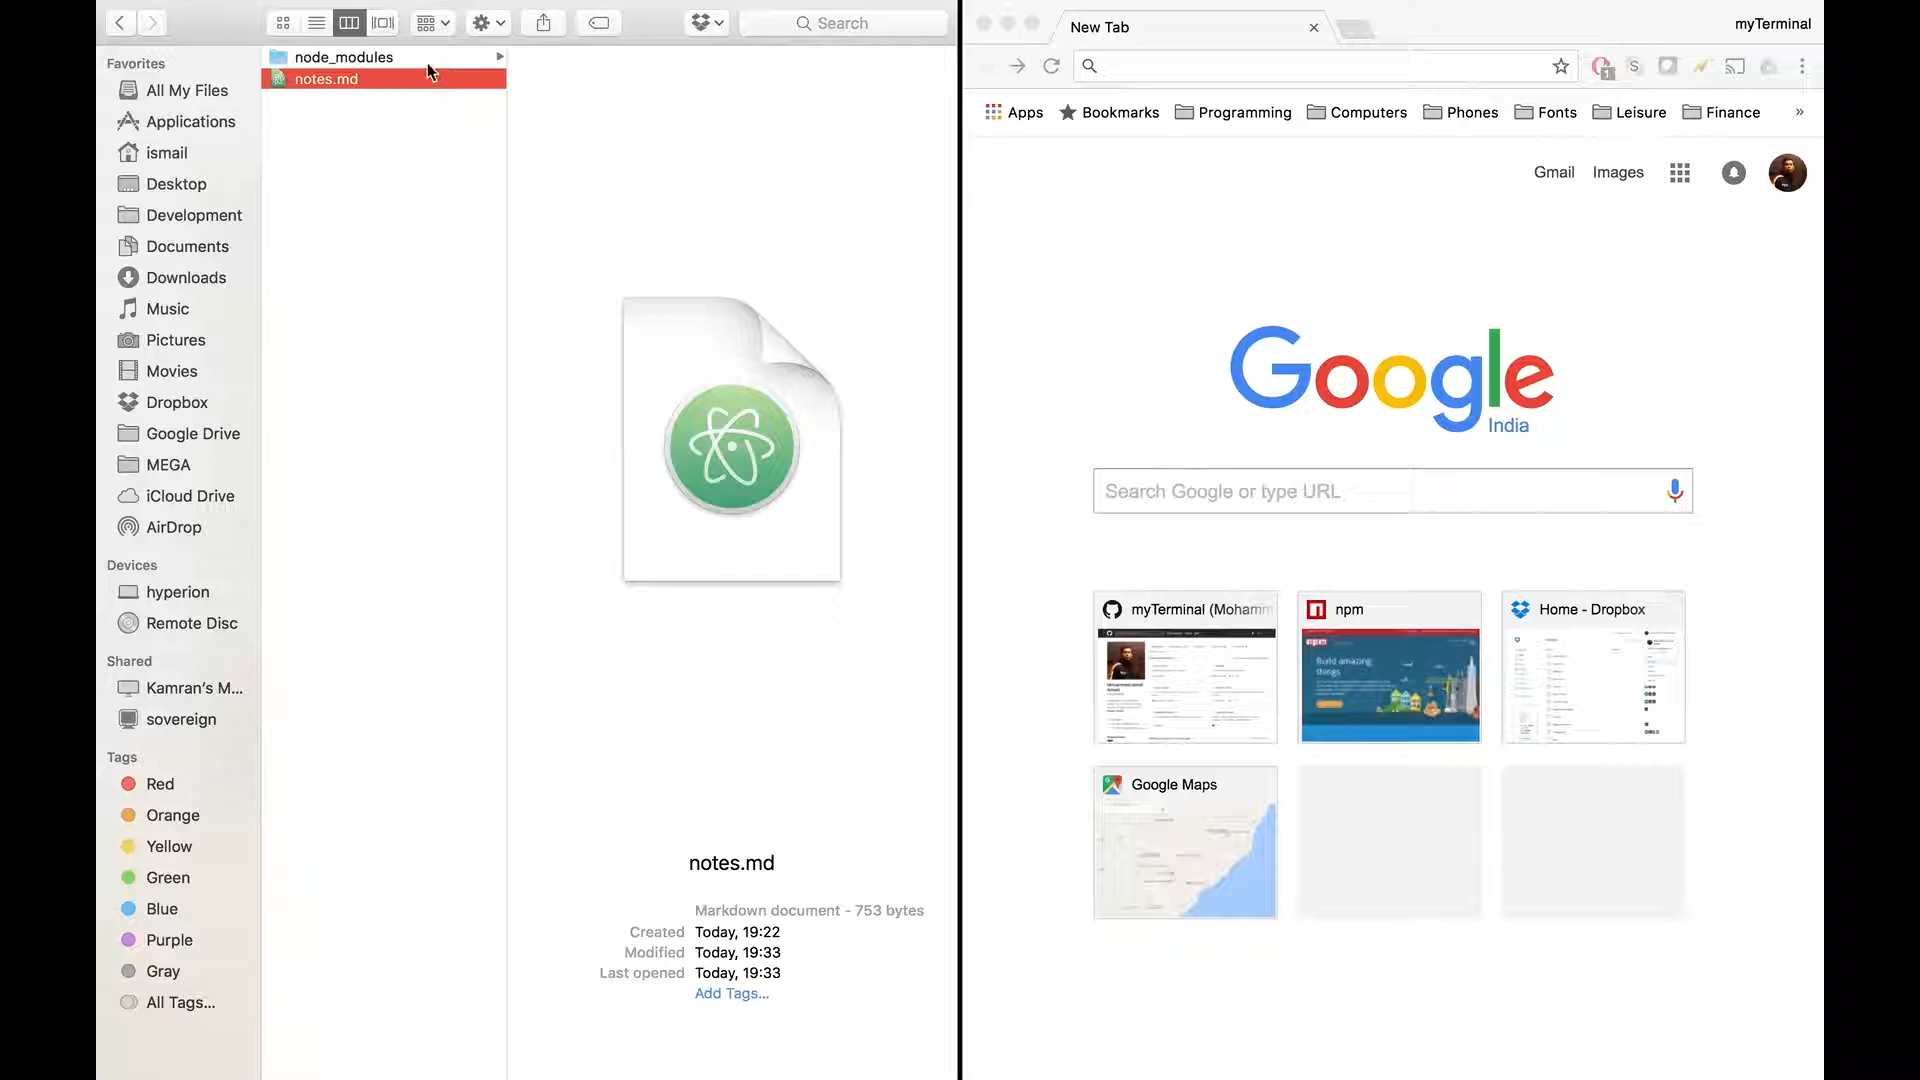 Search
Favorites
All My Files
Applications
ismail
Desktop
Development
Documents
Downloads
Music
Pictures
Movies
Dropbox
Google Drive
MEGA
iCloud Drive
AirDrop
Devices
hyperion
Remote Disc
Shared
Kamran's M...
sovereign
Tags
Red
Orange
Yellow
Green
Blue
Purple
Gray
All Tags...
node_modules
notes.md
notes.md
Markdown document - 753 bytes
Created Today, 19:22
Modified Today, 19:33
Last opened Today, 19:33
Add Tags...
New Tab
myTerminal
1
S
Apps Bookmarks Programming Computers Phones Fonts Leisure Finance »
Gmail Images
Google
India
Search Google or type URL
myTerminal (Mohamm
npm
Build amazing
things
Home - Dropbox
Google Maps